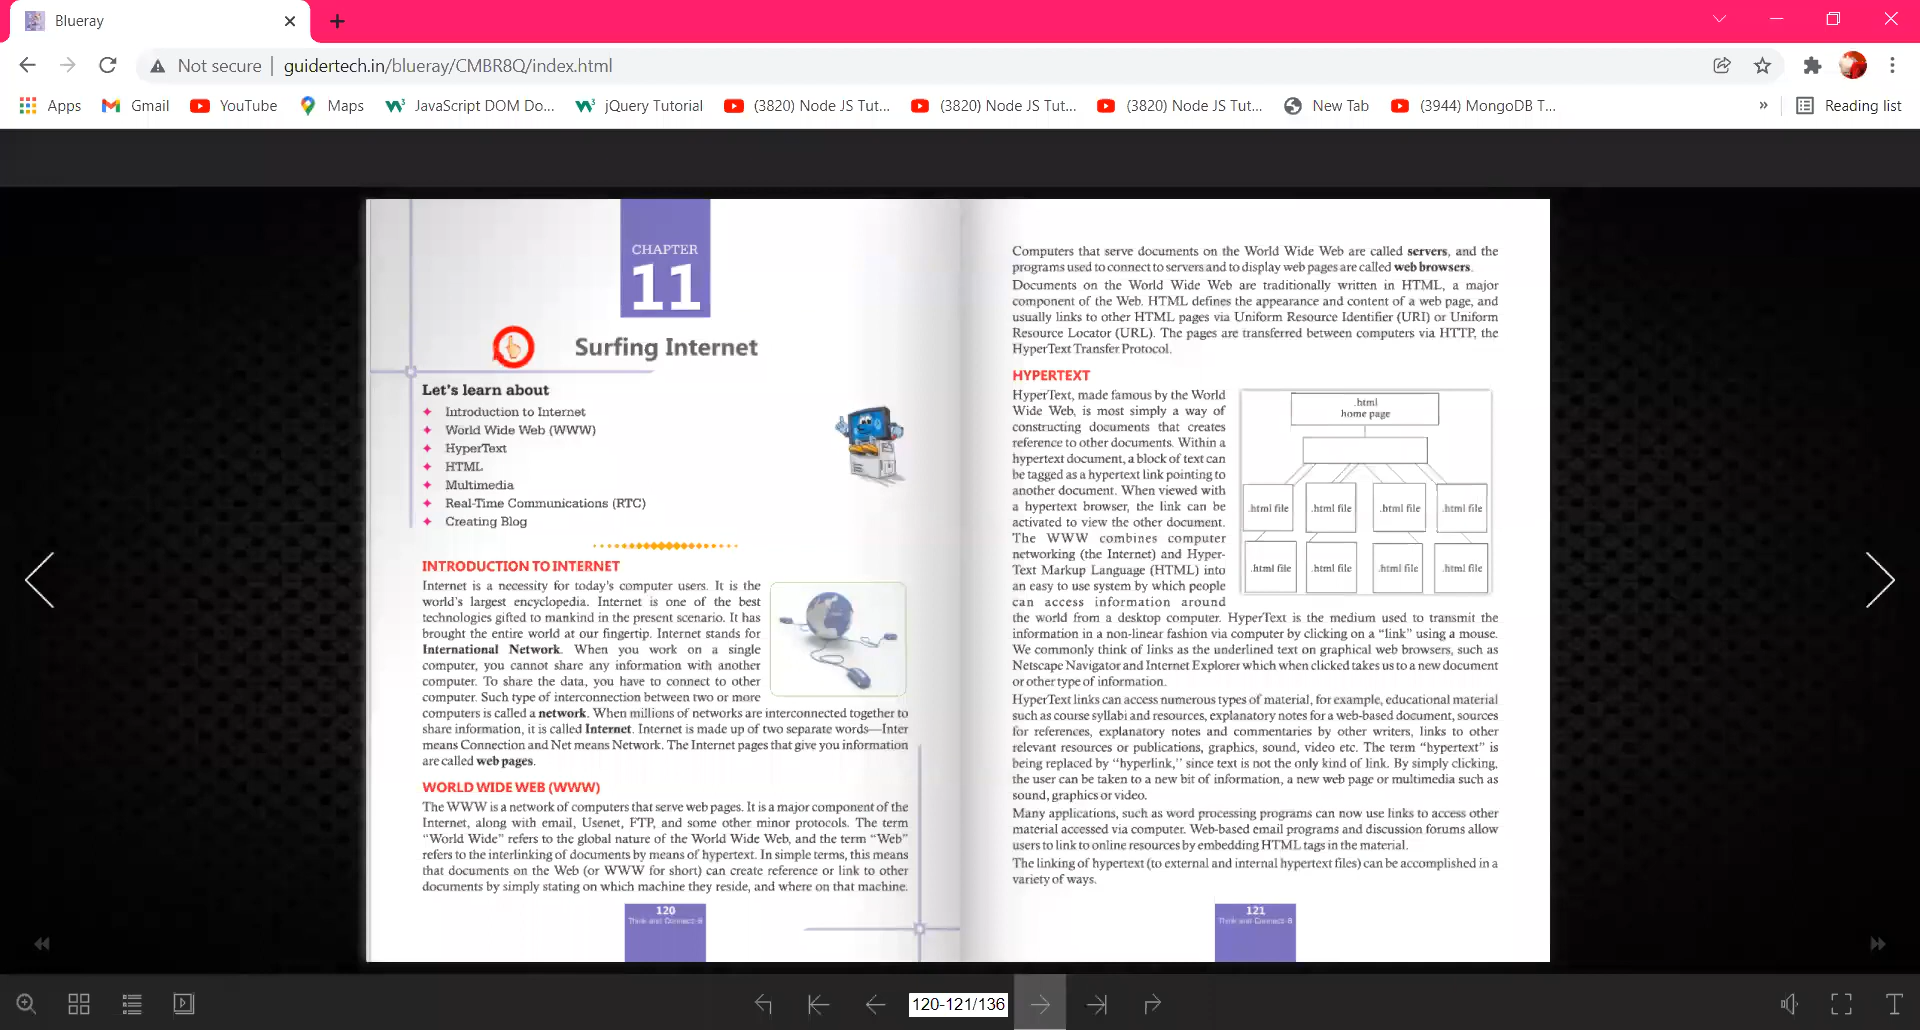 Blueray
Not secure | guidertech.in/blueray/CMBR8Q/index.html
Apps Gmail YouTube Maps JavaScript DOM Do... jQuery Tutorial (3820) Node JS Tut... (3820) Node JS Tut... (3820) Node JS Tut... New Tab (3944) MongoDB T... » Reading list
CHAPTER
11
Surfing Internet
Let's learn about
Introduction to Internet
World Wide Web (WWW)
HyperText
HTML
Multimedia
Real-Time Communications (RTC)
Creating Blog
INTRODUCTION TO INTERNET
Internet is a necessity for today's computer users. It is the
world's largest encyclopedia. Internet is one of the best
technologies gifted to mankind in the present scenario. It has
brought the entire world at our fingertip. Internet stands for
International Network. When you work on a single
computer, you cannot share any information with another
computer. To share the data, you have to connect to other
computer. Such type of interconnection between two or more
computers is called a network. When millions of networks are interconnected together to
share information, it is called Internet. Internet is made up of two separate words—Inter
means Connection and Net means Network. The Internet pages that give you information
are called web pages.
WORLD WIDE WEB (WWW)
The WWW is a network of computers that serve web pages. It is a major component of the
Internet, along with email, Usenet, FTP, and some other minor protocols. The term
"World Wide" refers to the global nature of the World Wide Web, and the term "Web"
refers to the interlinking of documents by means of hypertext. In simple terms, this means
that documents on the Web (or WWW for short) can create reference or link to other
documents by simply stating on which machine they reside, and where on that machine.
120
Think and Connect-8
Computers that serve documents on the World Wide Web are called servers, and the
programs used to connect to servers and to display web pages are called web browsers.
Documents on the World Wide Web are traditionally written in HTML, a major
component of the Web. HTML defines the appearance and content of a web page, and
usually links to other HTML pages via Uniform Resource Identifier (URI) or Uniform
Resource Locator (URL). The pages are transferred between computers via HTTP, the
HyperText Transfer Protocol.
HYPERTEXT
HyperText, made famous by the World
Wide Web, is most simply a way of
constructing documents that creates
reference to other documents. Within a
hypertext document, a block of text can
be tagged as a hypertext link pointing to
another document. When viewed with
a hypertext browser, the link can be
activated to view the other document.
The WWW combines computer
networking (the Internet) and Hyper-
Text Markup Language (HTML) into
an easy to use system by which people
can access information around
the world from a desktop computer. HyperText is the medium used to transmit the
information in a non-linear fashion via computer by clicking on a "link" using a mouse.
We commonly think of links as the underlined text on graphical web browsers, such as
Netscape Navigator and Internet Explorer which when clicked takes us to a new document
or other type of information.
.html
home page
.html file .html file .html file .html file
.html file .html file .html file .html file
HyperText links can access numerous types of material, for example, educational material
such as course syllabi and resources, explanatory notes for a web-based document, sources
for references, explanatory notes and commentaries by other writers, links to other
relevant resources or publications, graphics, sound, video etc. The term "hypertext" is
being replaced by "hyperlink," since text is not the only kind of link. By simply clicking,
the user can be taken to a new bit of information, a new web page or multimedia such as
sound, graphics or video.
Many applications, such as word processing programs can now use links to access other
material accessed via computer. Web-based email programs and discussion forums allow
users to link to online resources by embedding HTML tags in the material.
The linking of hypertext (to external and internal hypertext files) can be accomplished in a
variety of ways.
121
Think and Connect-8
120-121/136